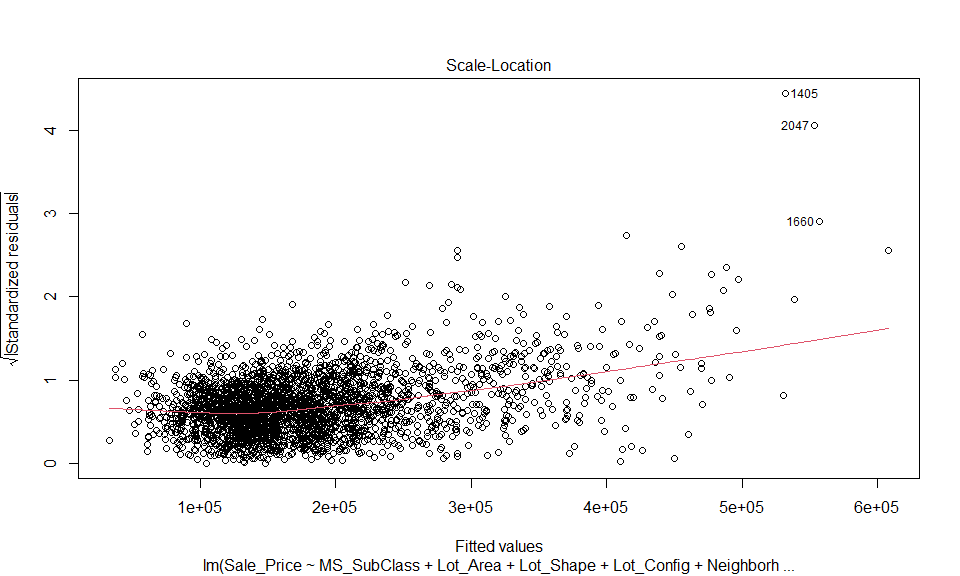 Scale-Location
√|Standardized residuals|
4
3
2
1
0
1405
2047
1660
1e+05 2e+05 3e+05 4e+05 5e+05 6e+05
Fitted values
lm(Sale_Price ~ MS_SubClass + Lot_Area + Lot_Shape + Lot_Config + Neighborh ...